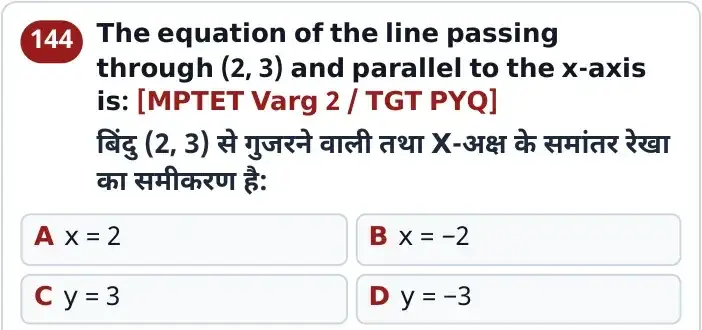 144 The equation of the line passing
through (2, 3) and parallel to the x-axis
is: [MPTET Varg 2 / TGT PYQ]
बिंदु (2, 3) से गुजरने वाली तथा X-अक्ष के समांतर रेखा
का समीकरण है:
A x = 2 B x = −2
C y = 3 D y = −3